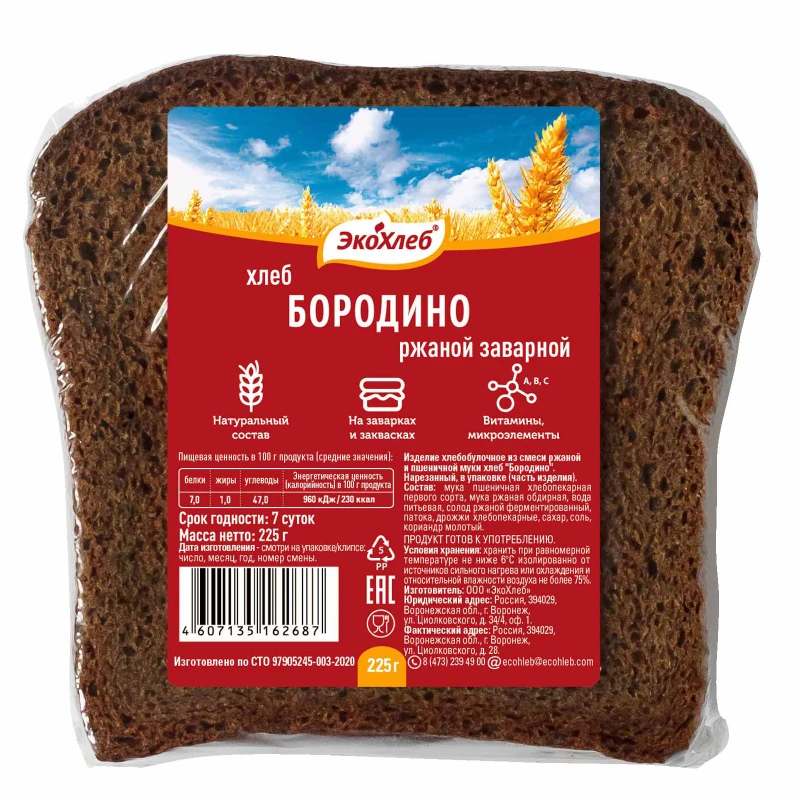 ЭкоХлеб®
хлеб
БОРОДИНО
ржаной заварной
A, B, C
Натуральный
состав
На заварках
и заквасках
Витамины,
микроэлементы
Пищевая ценность в 100 г продукта (средние значения):
белки жиры углеводы Энергетическая ценность
(калорийность) в 100 г продукта
7,0 1,0 47,0 960 кДж/230 ккал
Срок годности: 7 суток
Масса нетто: 225 г
Дата изготовления - смотри на упаковке/клипсе:
число, месяц, год, номер смены.
5
PP
EAC
4 607135 162687
Изготовлено по СТО 97905245-003-2020
225 г
Изделие хлебобулочное из смеси ржаной
и пшеничной муки хлеб "Бородино".
Нарезанный, в упаковке (часть изделия).
Состав: мука пшеничная хлебопекарная
первого сорта, мука ржаная обдирная, вода
питьевая, солод ржаной ферментированный,
патока, дрожжи хлебопекарные, сахар, соль,
кориандр молотый.
ПРОДУКТ ГОТОВ К УПОТРЕБЛЕНИЮ.
Условия хранения: хранить при равномерной
температуре не ниже 6°С изолированно от
источников сильного нагрева или охлаждения и
относительной влажности воздуха не более 75%.
Изготовитель: ООО «ЭкоХлеб»
Юридический адрес: Россия, 394029,
Воронежская обл., г. Воронеж,
ул. Циолковского, д. 34/4, оф. 1.
Фактический адрес: Россия, 394029,
Воронежская обл., г. Воронеж,
ул. Циолковского, д. 28.
8 (473) 239 49 00 @ecohleb@ecohleb.com